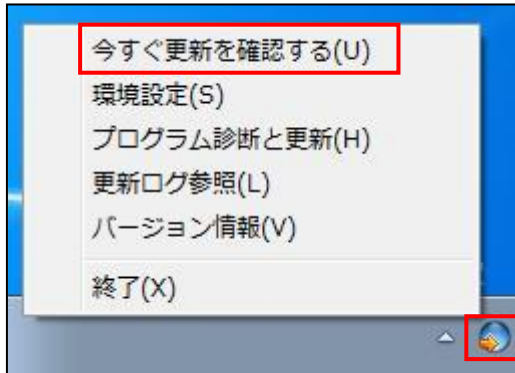 今すぐ更新を確認する(U)
環境設定(S)
プログラム診断と更新(H)
更新ログ参照(L)
バージョン情報(V)
終了(X)